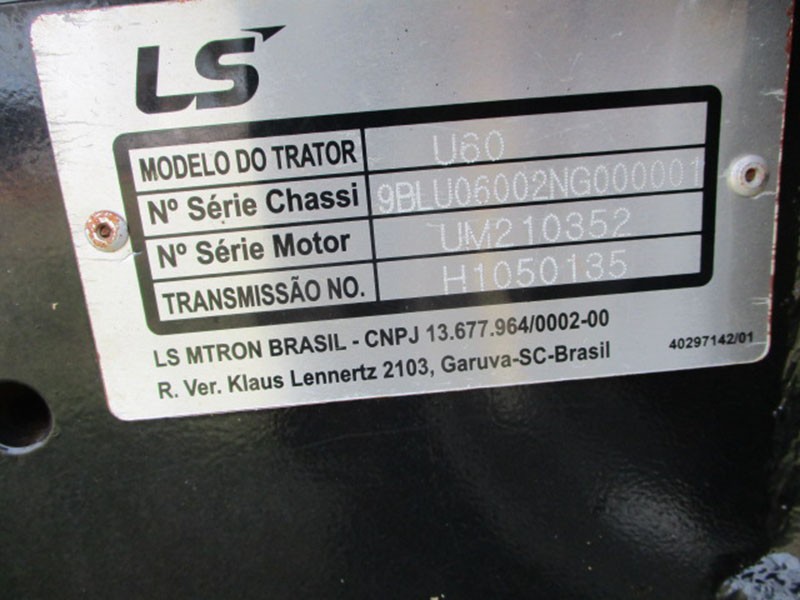 LS
MODELO DO TRATOR U60
Nº Série Chassi 9BLU06002NG000001
Nº Série Motor UM210352
TRANSMISSÃO NO. H1050135
LS MTRON BRASIL - CNPJ 13.677.964/0002-00
R. Ver. Klaus Lennertz 2103, Garuva-SC-Brasil
40297142/01